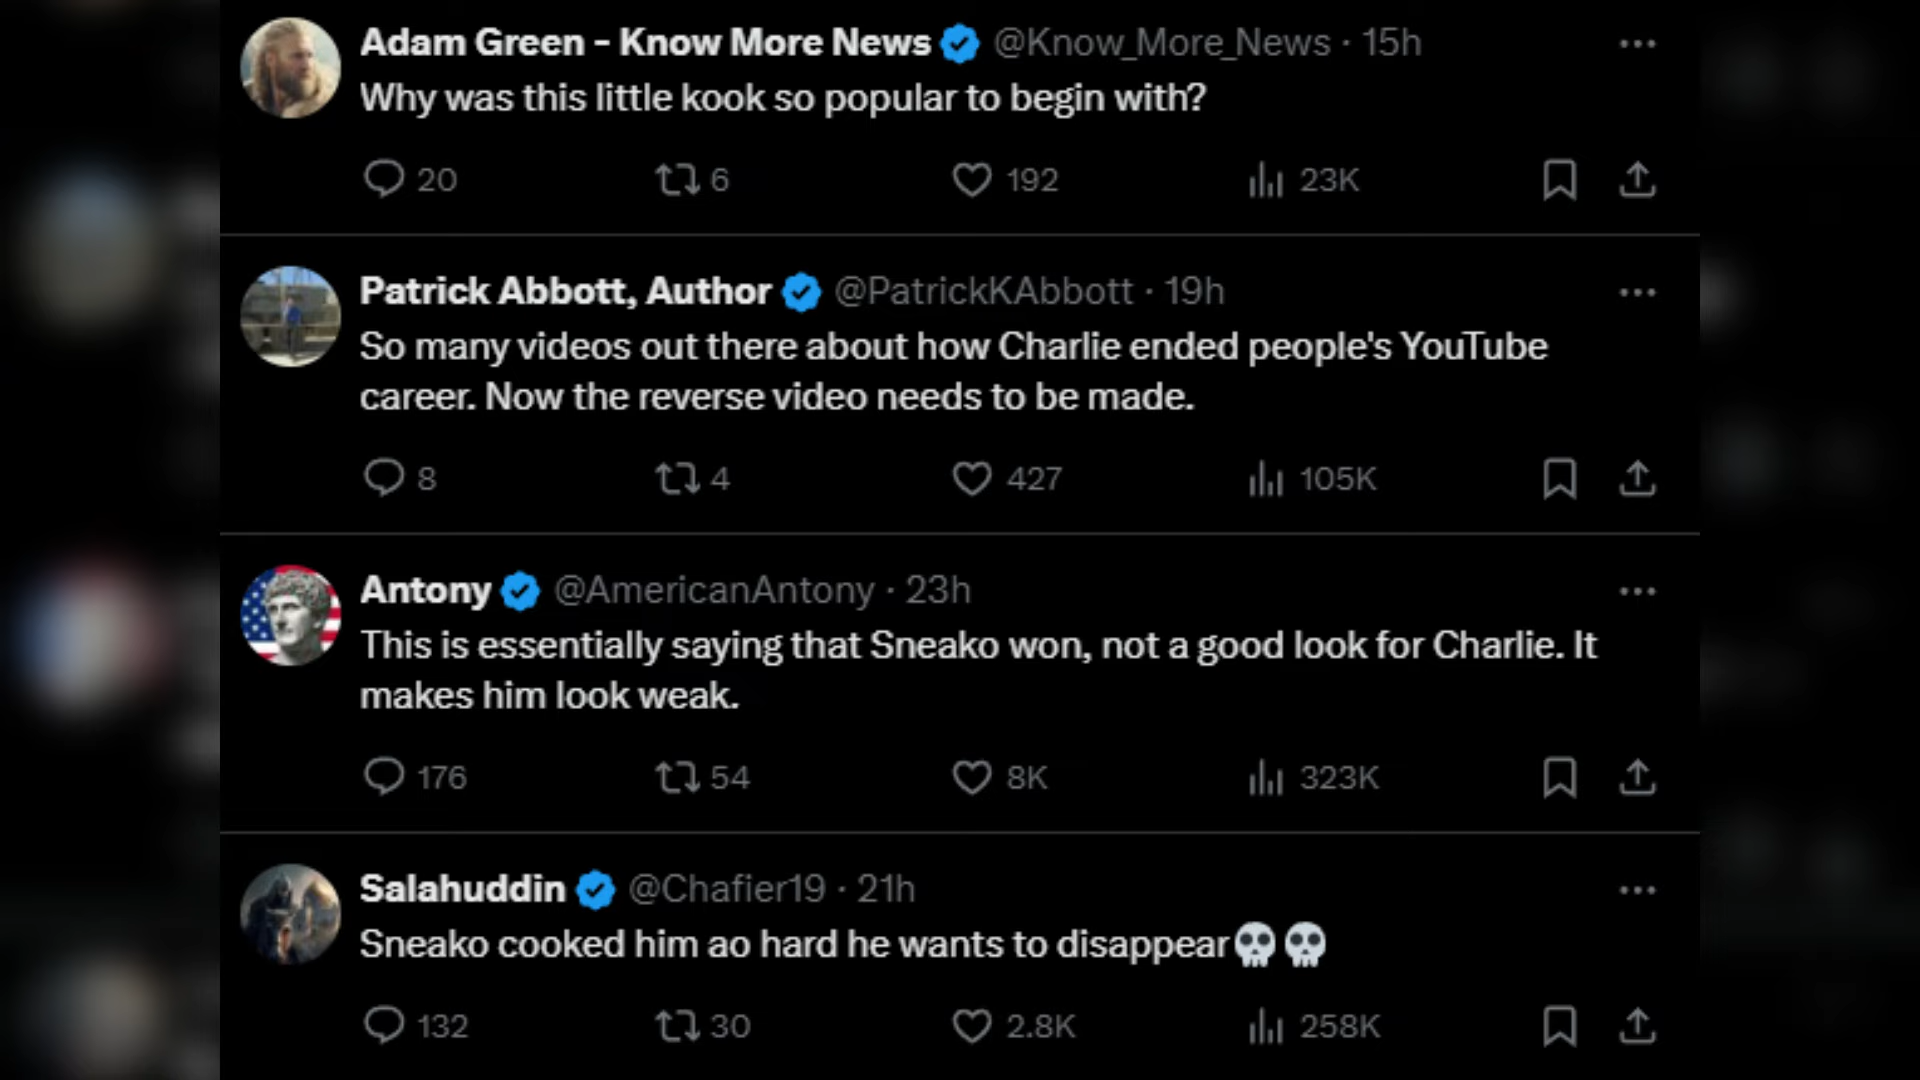 Adam Green - Know More News @Know_More_News · 15h
Why was this little kook so popular to begin with?
20 6 192 23K
Patrick Abbott, Author @PatrickKAbbott · 19h
So many videos out there about how Charlie ended people's YouTube
career. Now the reverse video needs to be made.
8 4 427 105K
Antony @AmericanAntony · 23h
This is essentially saying that Sneako won, not a good look for Charlie. It
makes him look weak.
176 54 8K 323K
Salahuddin @Chafier19 · 21h
Sneako cooked him ao hard he wants to disappear💀💀
132 30 2.8K 258K